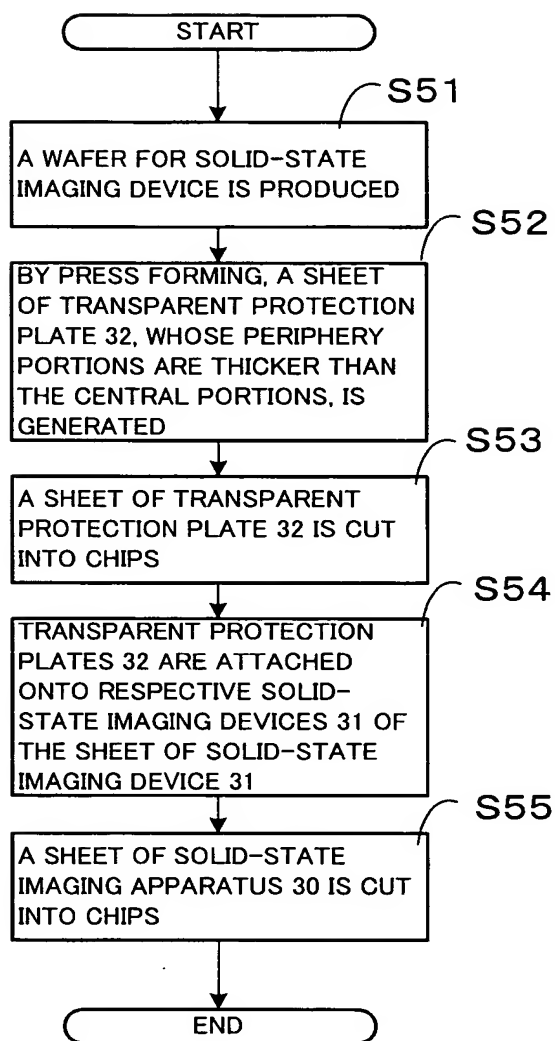 START
S51
A WAFER FOR SOLID-STATE
IMAGING DEVICE IS PRODUCED
S52
BY PRESS FORMING, A SHEET
OF TRANSPARENT PROTECTION
PLATE 32, WHOSE PERIPHERY
PORTIONS ARE THICKER THAN
THE CENTRAL PORTIONS, IS
GENERATED
S53
A SHEET OF TRANSPARENT
PROTECTION PLATE 32 IS CUT
INTO CHIPS
S54
TRANSPARENT PROTECTION
PLATES 32 ARE ATTACHED
ONTO RESPECTIVE SOLID-
STATE IMAGING DEVICES 31 OF
THE SHEET OF SOLID-STATE
IMAGING DEVICE 31
S55
A SHEET OF SOLID-STATE
IMAGING APPARATUS 30 IS CUT
INTO CHIPS
END